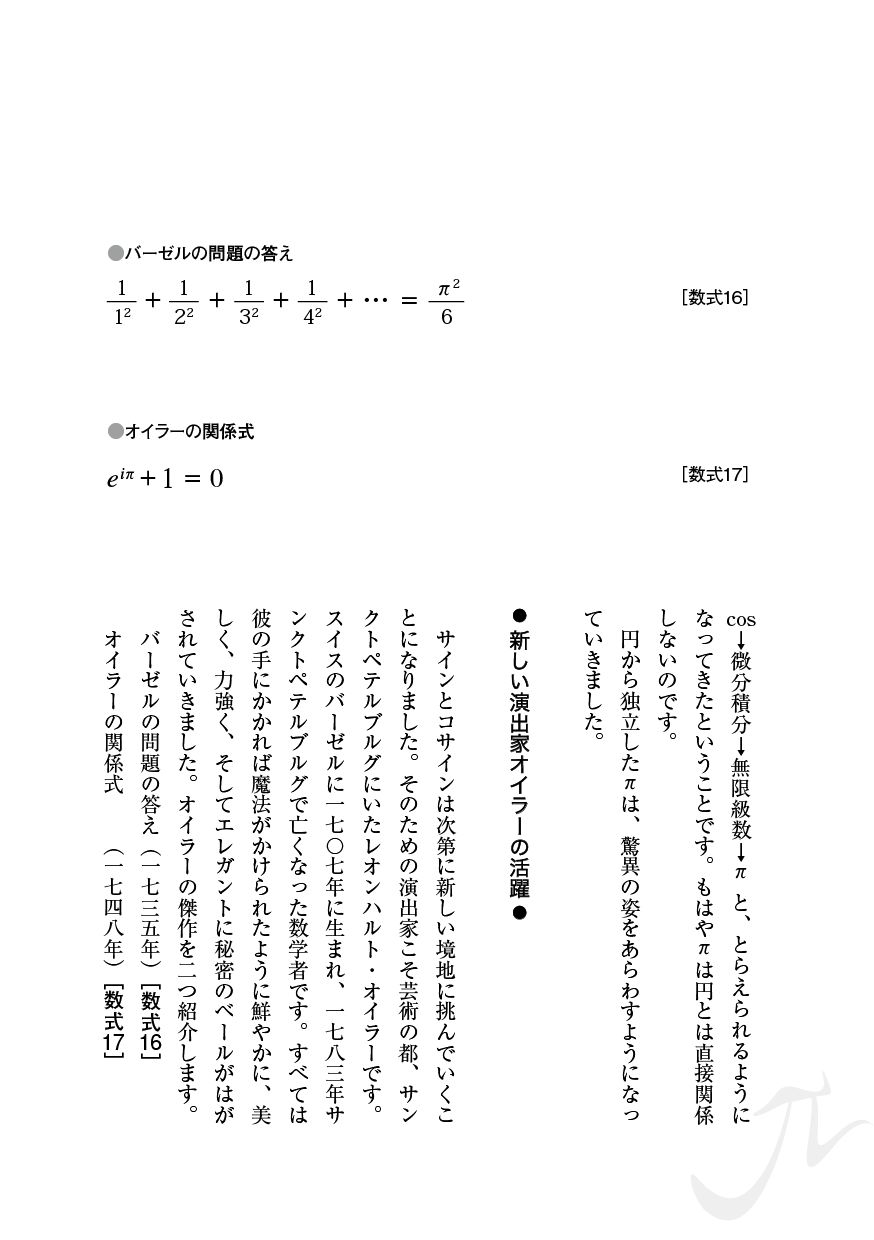 ●バーゼルの問題の答え
1/1² + 1/2² + 1/3² + 1/4² + … = π²/6 [数式16]
●オイラーの関係式
e^{iπ} + 1 = 0 [数式17]
cos→微分積分→無限級数→π と、とらえられるように
なってきたということです。もはやπは円とは直接関係
しないのです。
円から独立したπは、驚異の姿をあらわすようになっ
ていきました。
● 新しい演出家オイラーの活躍 ●
サインとコサインは次第に新しい境地に挑んでいくこ
とになりました。そのための演出家こそ芸術の都、サン
クトペテルブルグにいたレオンハルト・オイラーです。
スイスのバーゼルに一七〇七年に生まれ、一七八三年サ
ンクトペテルブルグで亡くなった数学者です。すべては
彼の手にかかれば魔法がかけられたように鮮やかに、美
しく、力強く、そしてエレガントに秘密のベールがはが
されていきました。オイラーの傑作を二つ紹介します。
バーゼルの問題の答え（一七三五年）[数式16]
オイラーの関係式　　（一七四八年）[数式17]
π